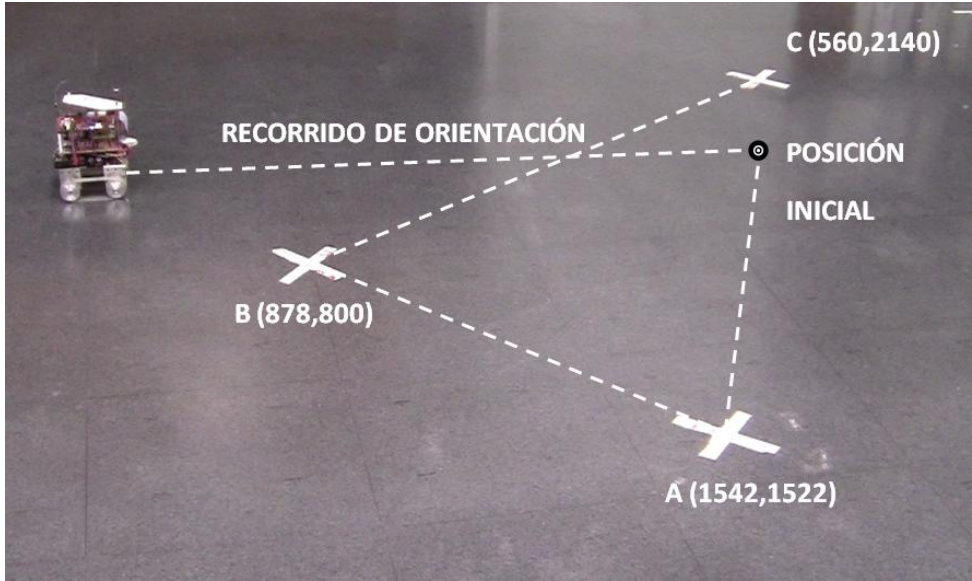 C (560,2140)
RECORRIDO DE ORIENTACIÓN
POSICIÓN
INICIAL
B (878,800)
A (1542,1522)